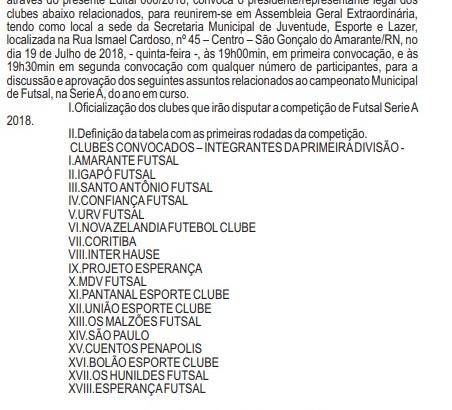 através do presente Edital 006/2018, convoca o presidente/representante legal dos
clubes abaixo relacionados, para reunirem-se em Assembleia Geral Extraordinária,
tendo como local a sede da Secretaria Municipal de Juventude, Esporte e Lazer,
localizada na Rua Ismael Cardoso, nº 45 – Centro – São Gonçalo do Amarante/RN, no
dia 19 de Julho de 2018, - quinta-feira -, às 19h00min, em primeira convocação, e às
19h30min em segunda convocação com qualquer número de participantes, para a
discussão e aprovação dos seguintes assuntos relacionados ao campeonato Municipal
de Futsal, na Serie A, do ano em curso.
I.Oficialização dos clubes que irão disputar a competição de Futsal Serie A
2018.
II.Definição da tabela com as primeiras rodadas da competição.
CLUBES CONVOCADOS – INTEGRANTES DA PRIMEIRA DIVISÃO -
I.AMARANTE FUTSAL
II.IGAPÓ FUTSAL
III.SANTO ANTÔNIO FUTSAL
IV.CONFIANÇA FUTSAL
V.URV FUTSAL
VI.NOVA ZELANDIA FUTEBOL CLUBE
VII.CORITIBA
VIII.INTER HAUSE
IX.PROJETO ESPERANÇA
X.MDV FUTSAL
XI.PANTANAL ESPORTE CLUBE
XII.UNIÃO ESPORTE CLUBE
XIII.OS MALZÕES FUTSAL
XIV.SÃO PAULO
XV.CUENTOS PENAPOLIS
XVI.BOLÃO ESPORTE CLUBE
XVII.OS HUNILDES FUTSAL
XVIII.ESPERANÇA FUTSAL